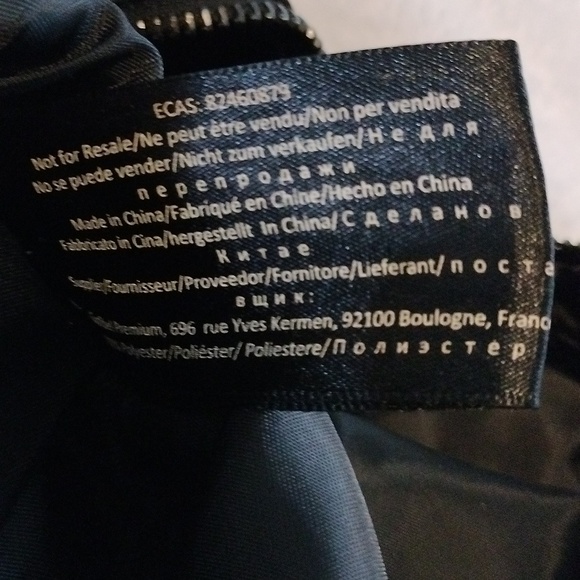 ECAS: 82460879
Not for Resale/Ne peut être vendu/Non per vendita
No se puede vender/Nicht zum verkaufen/Не для
перепродажи
Made in China/Fabriqué en Chine/Hecho en China
Fabbricato in Cina/hergestellt In China/Сделанов
Китае
Supplier/Fournisseur/Proveedor/Fornitore/Lieferant/поста
вщик:
Premium, 696 rue Yves Kermen, 92100 Boulogne, Franc
Polyester/Poliéster/ Poliestere/Полиэстер